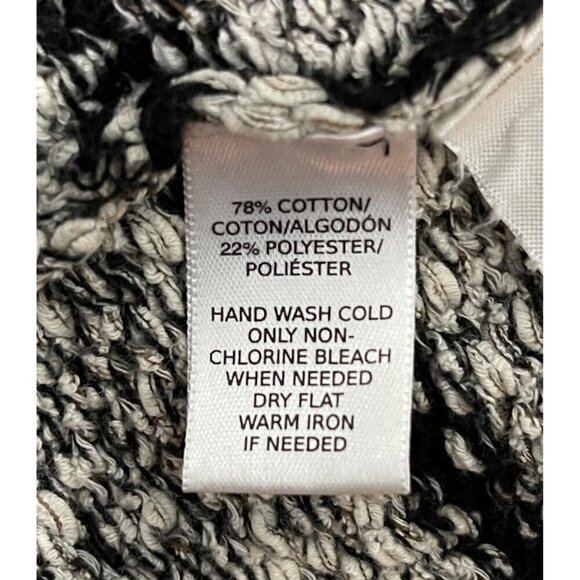 78% COTTON/
COTON/ALGODÓN
22% POLYESTER/
POLIÉSTER
HAND WASH COLD
ONLY NON-
CHLORINE BLEACH
WHEN NEEDED
DRY FLAT
WARM IRON
IF NEEDED